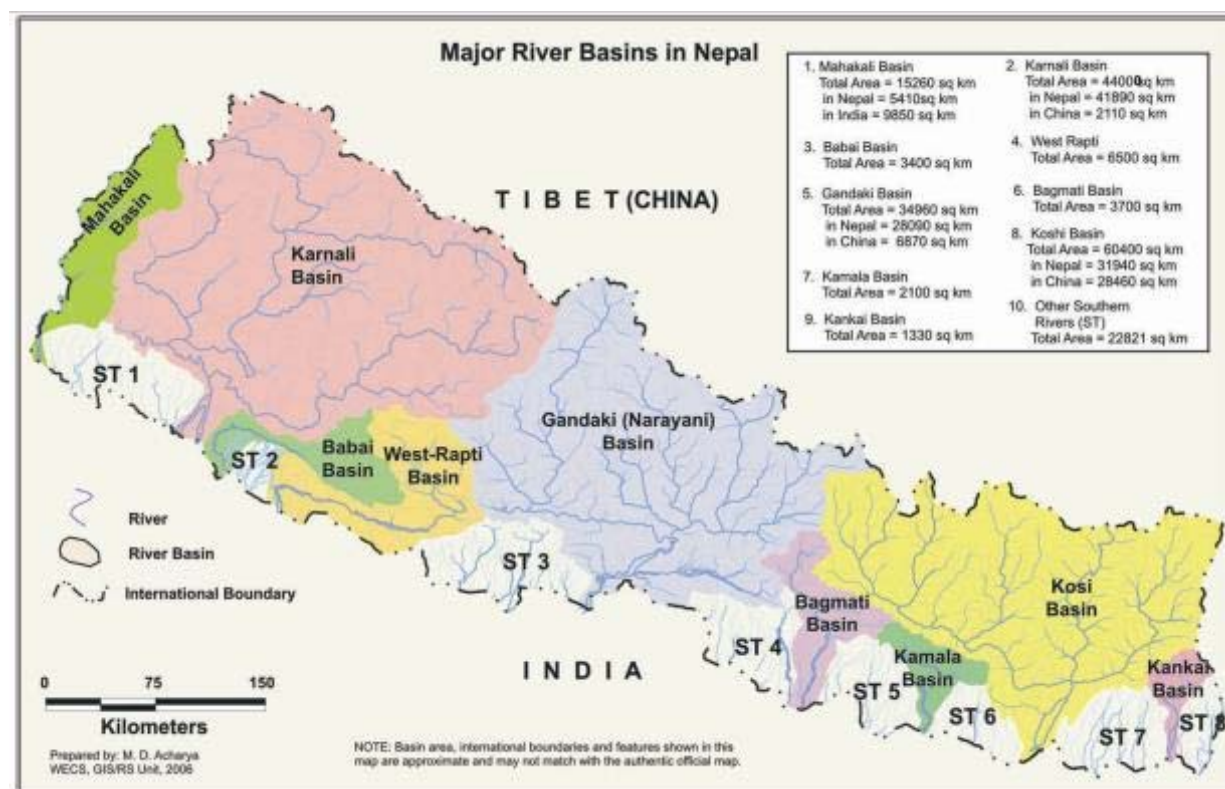 Major River Basins in Nepal
1. Mahakali Basin
Total Area = 15260 sq km
in Nepal = 5410sq km
in India = 9850 sq km
2. Karnali Basin
Total Area = 44000sq km
in Nepal = 41890 sq km
in China = 2110 sq km
3. Babai Basin
Total Area = 3400 sq km
4. West Rapti
Total Area = 6500 sq km
5. Gandaki Basin
Total Area = 34960 sq km
in Nepal = 28090 sq km
in China = 6870 sq km
6. Bagmati Basin
Total Area = 3700 sq km
7. Kamala Basin
Total Area = 2100 sq km
8. Koshi Basin
Total Area = 60400 sq km
in Nepal = 31940 sq km
in China = 28460 sq km
9. Kankai Basin
Total Area = 1330 sq km
10. Other Southern
Rivers (ST)
Total Area = 22821 sq km
TIBET (CHINA)
Mahakali
Basin
Karnali
Basin
ST 1
Babai
Basin
ST 2
West-Rapti
Basin
Gandaki (Narayani)
Basin
ST 3
Bagmati
Basin
ST 4
Kosi
Basin
Kamala
Basin
ST 5
ST 6
Kankai
Basin
ST 7
ST 8
INDIA
River
River Basin
International Boundary
0 75 150
Kilometers
Prepared by: M. D. Acharya
WECS, GIS/RS Unit, 2006
NOTE: Basin area, international boundaries and features shown in this
map are approximate and may not match with the authentic official map.